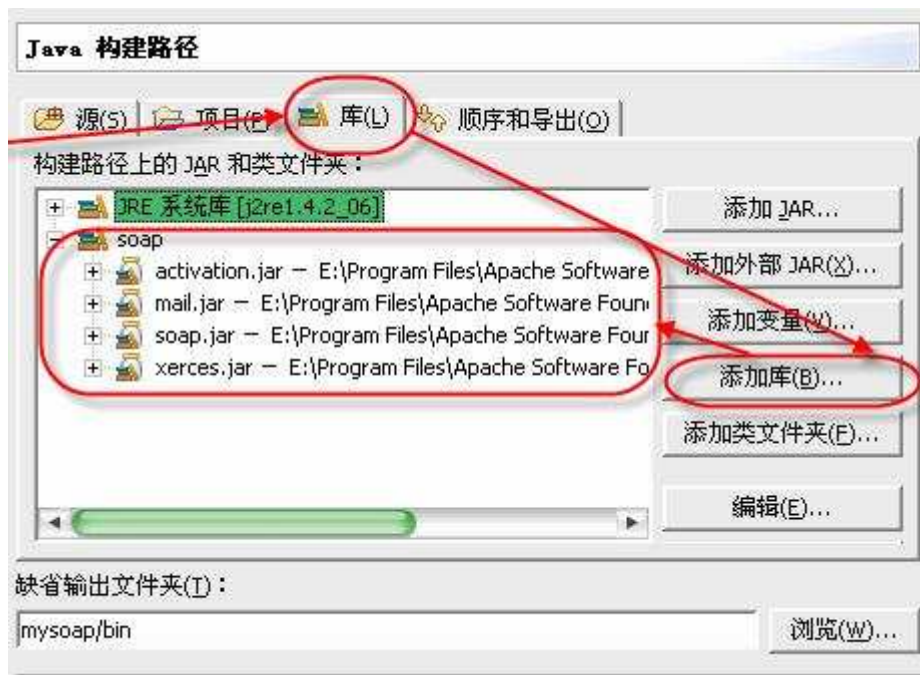 Java 构建路径
源(S) 项目(P) 库(L) 顺序和导出(O)
构建路径上的 JAR 和类文件夹：
JRE 系统库 [j2re1.4.2_06]
soap
activation.jar － E:\Program Files\Apache Software
mail.jar － E:\Program Files\Apache Software Foun
soap.jar － E:\Program Files\Apache Software Four
xerces.jar － E:\Program Files\Apache Software Fo
添加 JAR...
添加外部 JAR(X)...
添加变量(V)...
添加库(B)...
添加类文件夹(F)...
编辑(E)...
缺省输出文件夹(T)：
mysoap/bin
浏览(W)...